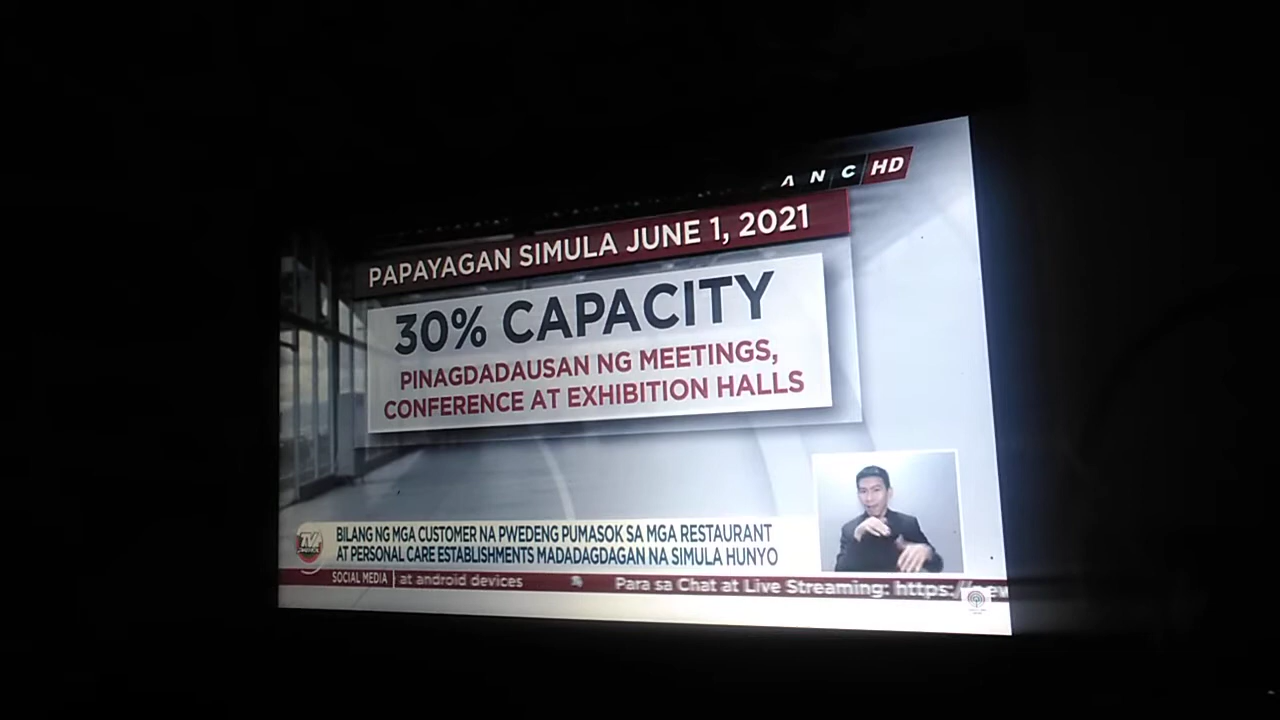 ANC HD
PAPAYAGAN SIMULA JUNE 1, 2021
30% CAPACITY
PINAGDADAUSAN NG MEETINGS,
CONFERENCE AT EXHIBITION HALLS
BILANG NG MGA CUSTOMER NA PWEDENG PUMASOK SA MGA RESTAURANT
AT PERSONAL CARE ESTABLISHMENTS MADADAGDAGAN NA SIMULA HUNYO
SOCIAL MEDIA at android devices Para sa Chat at Live Streaming: https:/